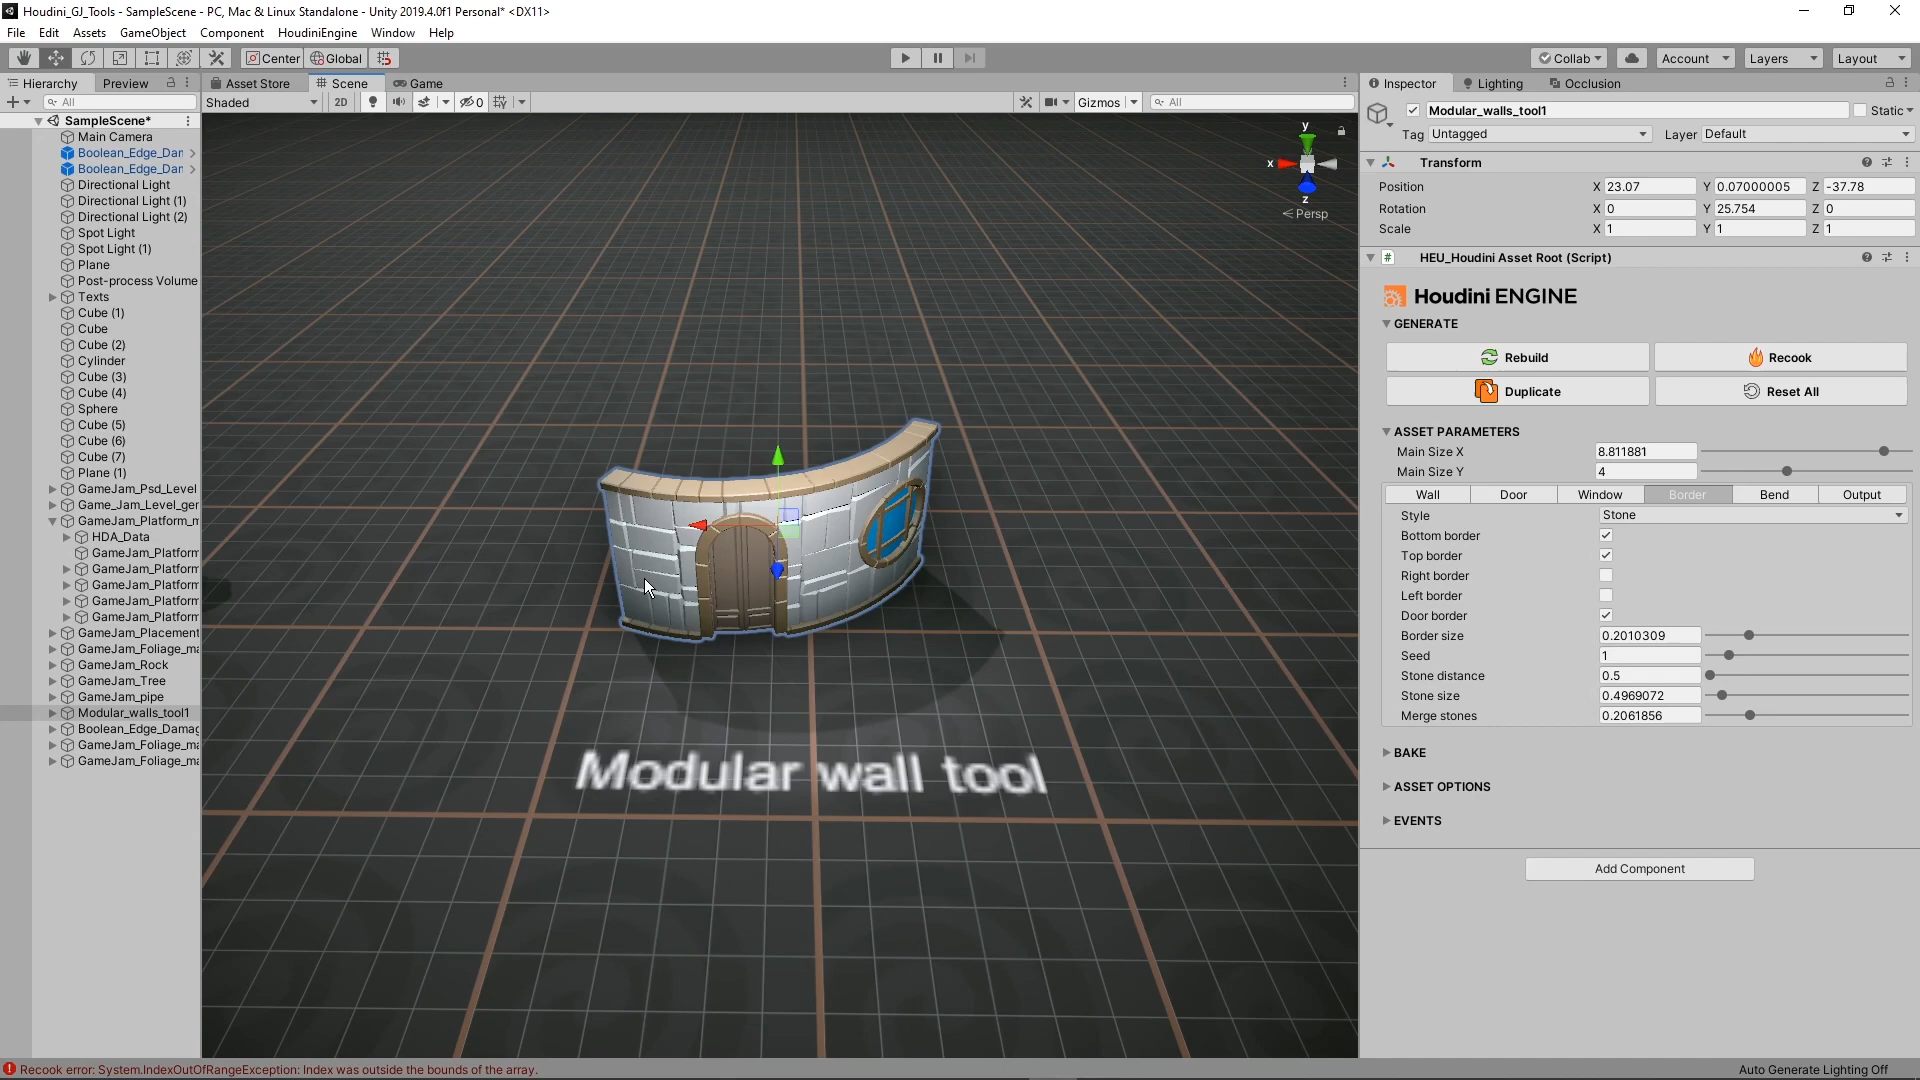 Houdini_GJ_Tools - SampleScene - PC, Mac & Linux Standalone - Unity 2019.4.0f1 Personal* <DX11>
File Edit Assets GameObject Component HoudiniEngine Window Help
Center Global Collab Account Layers Layout
Hierarchy Preview Asset Store Scene Game Inspector Lighting Occlusion
All Shaded 2D 0 Gizmos All
SampleScene*
Main Camera
Boolean_Edge_Dar
Boolean_Edge_Dar
Directional Light
Directional Light (1)
Directional Light (2)
Spot Light
Spot Light (1)
Plane
Post-process Volume
Texts
Cube (1)
Cube
Cube (2)
Cylinder
Cube (3)
Cube (4)
Sphere
Cube (5)
Cube (6)
Cube (7)
Plane (1)
GameJam_Psd_Level
Game_Jam_Level_ger
GameJam_Platform_m
HDA_Data
GameJam_Platform
GameJam_Platform
GameJam_Platform
GameJam_Platform
GameJam_Platform
GameJam_Placement
GameJam_Foliage_ma
GameJam_Rock
GameJam_Tree
GameJam_pipe
Modular_walls_tool1
Boolean_Edge_Damag
GameJam_Foliage_ma
GameJam_Foliage_ma
y
x
z
< Persp
Modular wall tool
Modular_walls_tool1 Static
Tag Untagged Layer Default
Transform
Position X 23.07 Y 0.07000005 Z -37.78
Rotation X 0 Y 25.754 Z 0
Scale X 1 Y 1 Z 1
# HEU_Houdini Asset Root (Script)
Houdini ENGINE
GENERATE
Rebuild Recook
Duplicate Reset All
ASSET PARAMETERS
Main Size X 8.811881
Main Size Y 4
Wall Door Window Border Bend Output
Style Stone
Bottom border
Top border
Right border
Left border
Door border
Border size 0.2010309
Seed 1
Stone distance 0.5
Stone size 0.4969072
Merge stones 0.2061856
BAKE
ASSET OPTIONS
EVENTS
Add Component
Recook error: System.IndexOutOfRangeException: Index was outside the bounds of the array.
Auto Generate Lighting Off